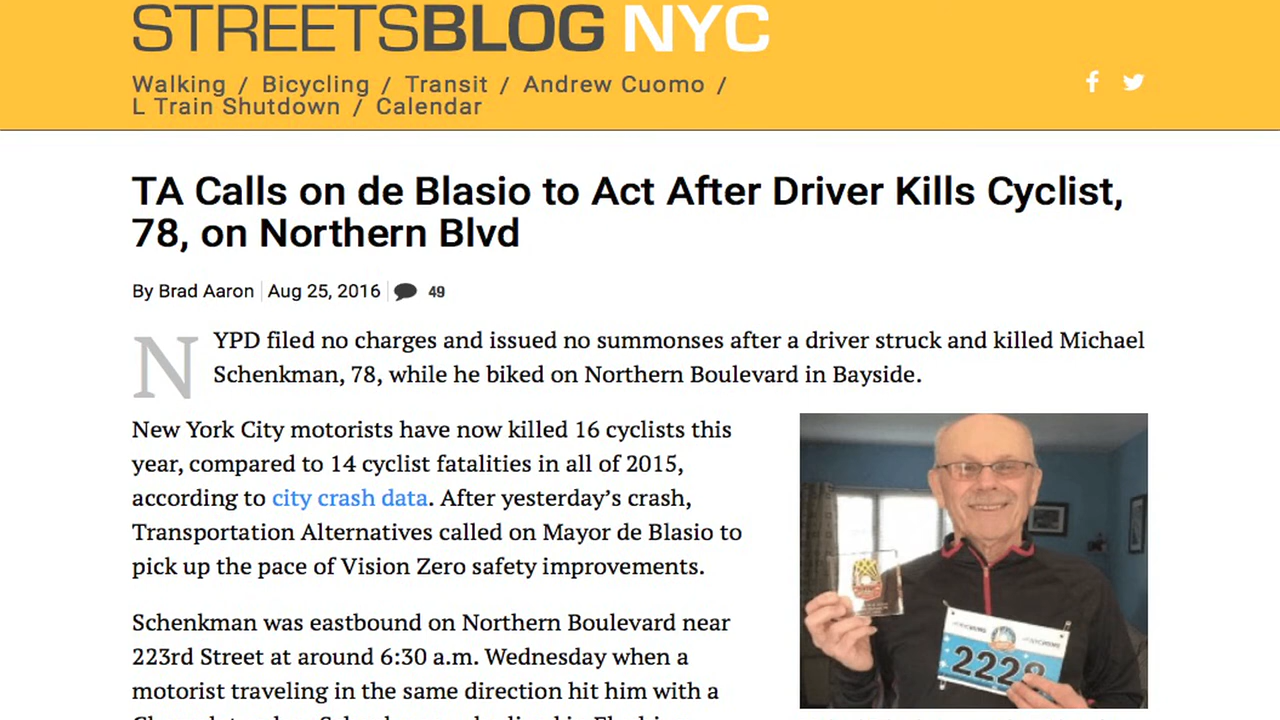 STREETSBLOG NYC
Walking / Bicycling / Transit / Andrew Cuomo /
L Train Shutdown / Calendar
TA Calls on de Blasio to Act After Driver Kills Cyclist,
78, on Northern Blvd
By Brad Aaron | Aug 25, 2016 | 49
NYPD filed no charges and issued no summonses after a driver struck and killed Michael
Schenkman, 78, while he biked on Northern Boulevard in Bayside.
New York City motorists have now killed 16 cyclists this
year, compared to 14 cyclist fatalities in all of 2015,
according to city crash data. After yesterday's crash,
Transportation Alternatives called on Mayor de Blasio to
pick up the pace of Vision Zero safety improvements.
Schenkman was eastbound on Northern Boulevard near
223rd Street at around 6:30 a.m. Wednesday when a
motorist traveling in the same direction hit him with a